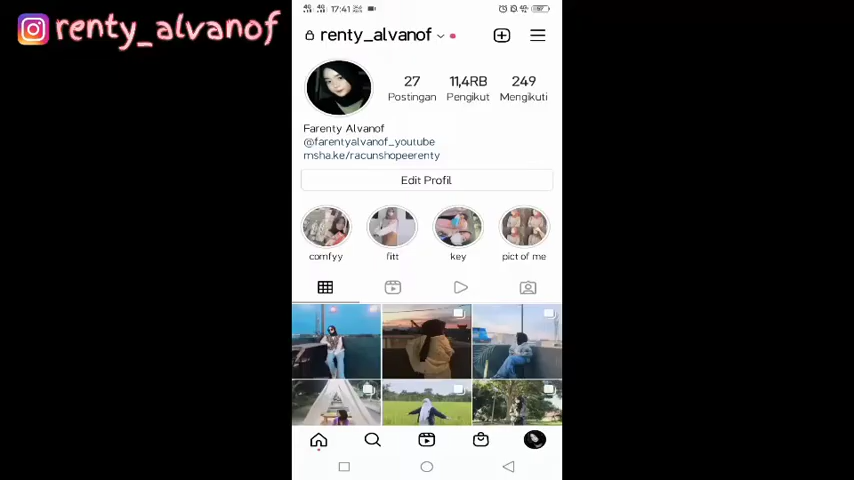 renty_alvanof
17:41
renty_alvanof
27 11,4RB 249
Postingan Pengikut Mengikuti
Farenty Alvanof
@farentyalvanof_youtube
msha.ke/racunshopeerenty
Edit Profil
comfyy fitt key pict of me